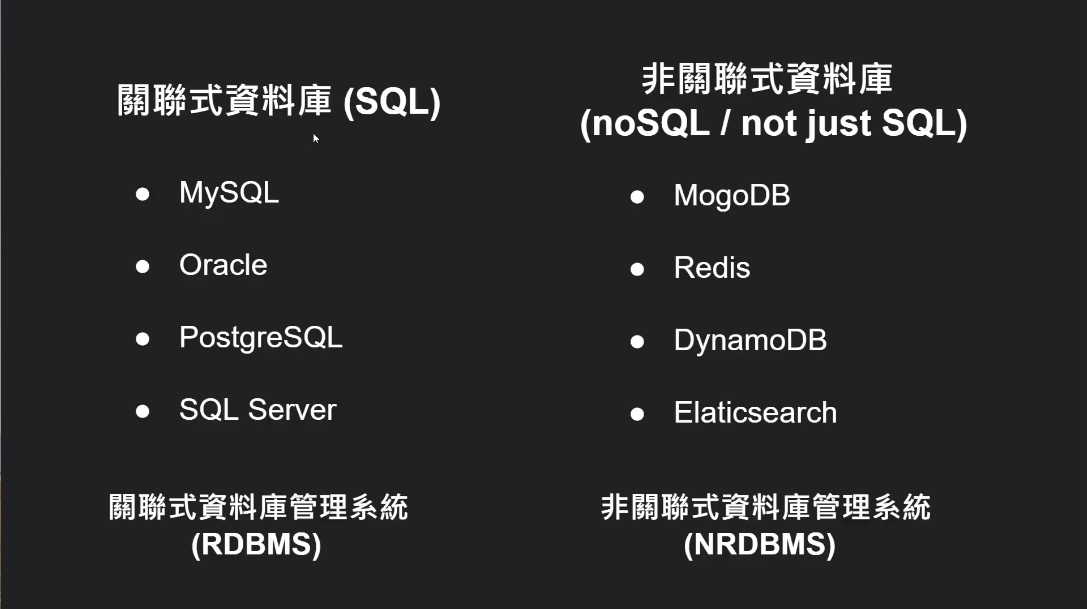 關聯式資料庫 (SQL)
● MySQL
● Oracle
● PostgreSQL
● SQL Server
關聯式資料庫管理系統
(RDBMS)
非關聯式資料庫
(noSQL / not just SQL)
● MogoDB
● Redis
● DynamoDB
● Elaticsearch
非關聯式資料庫管理系統
(NRDBMS)